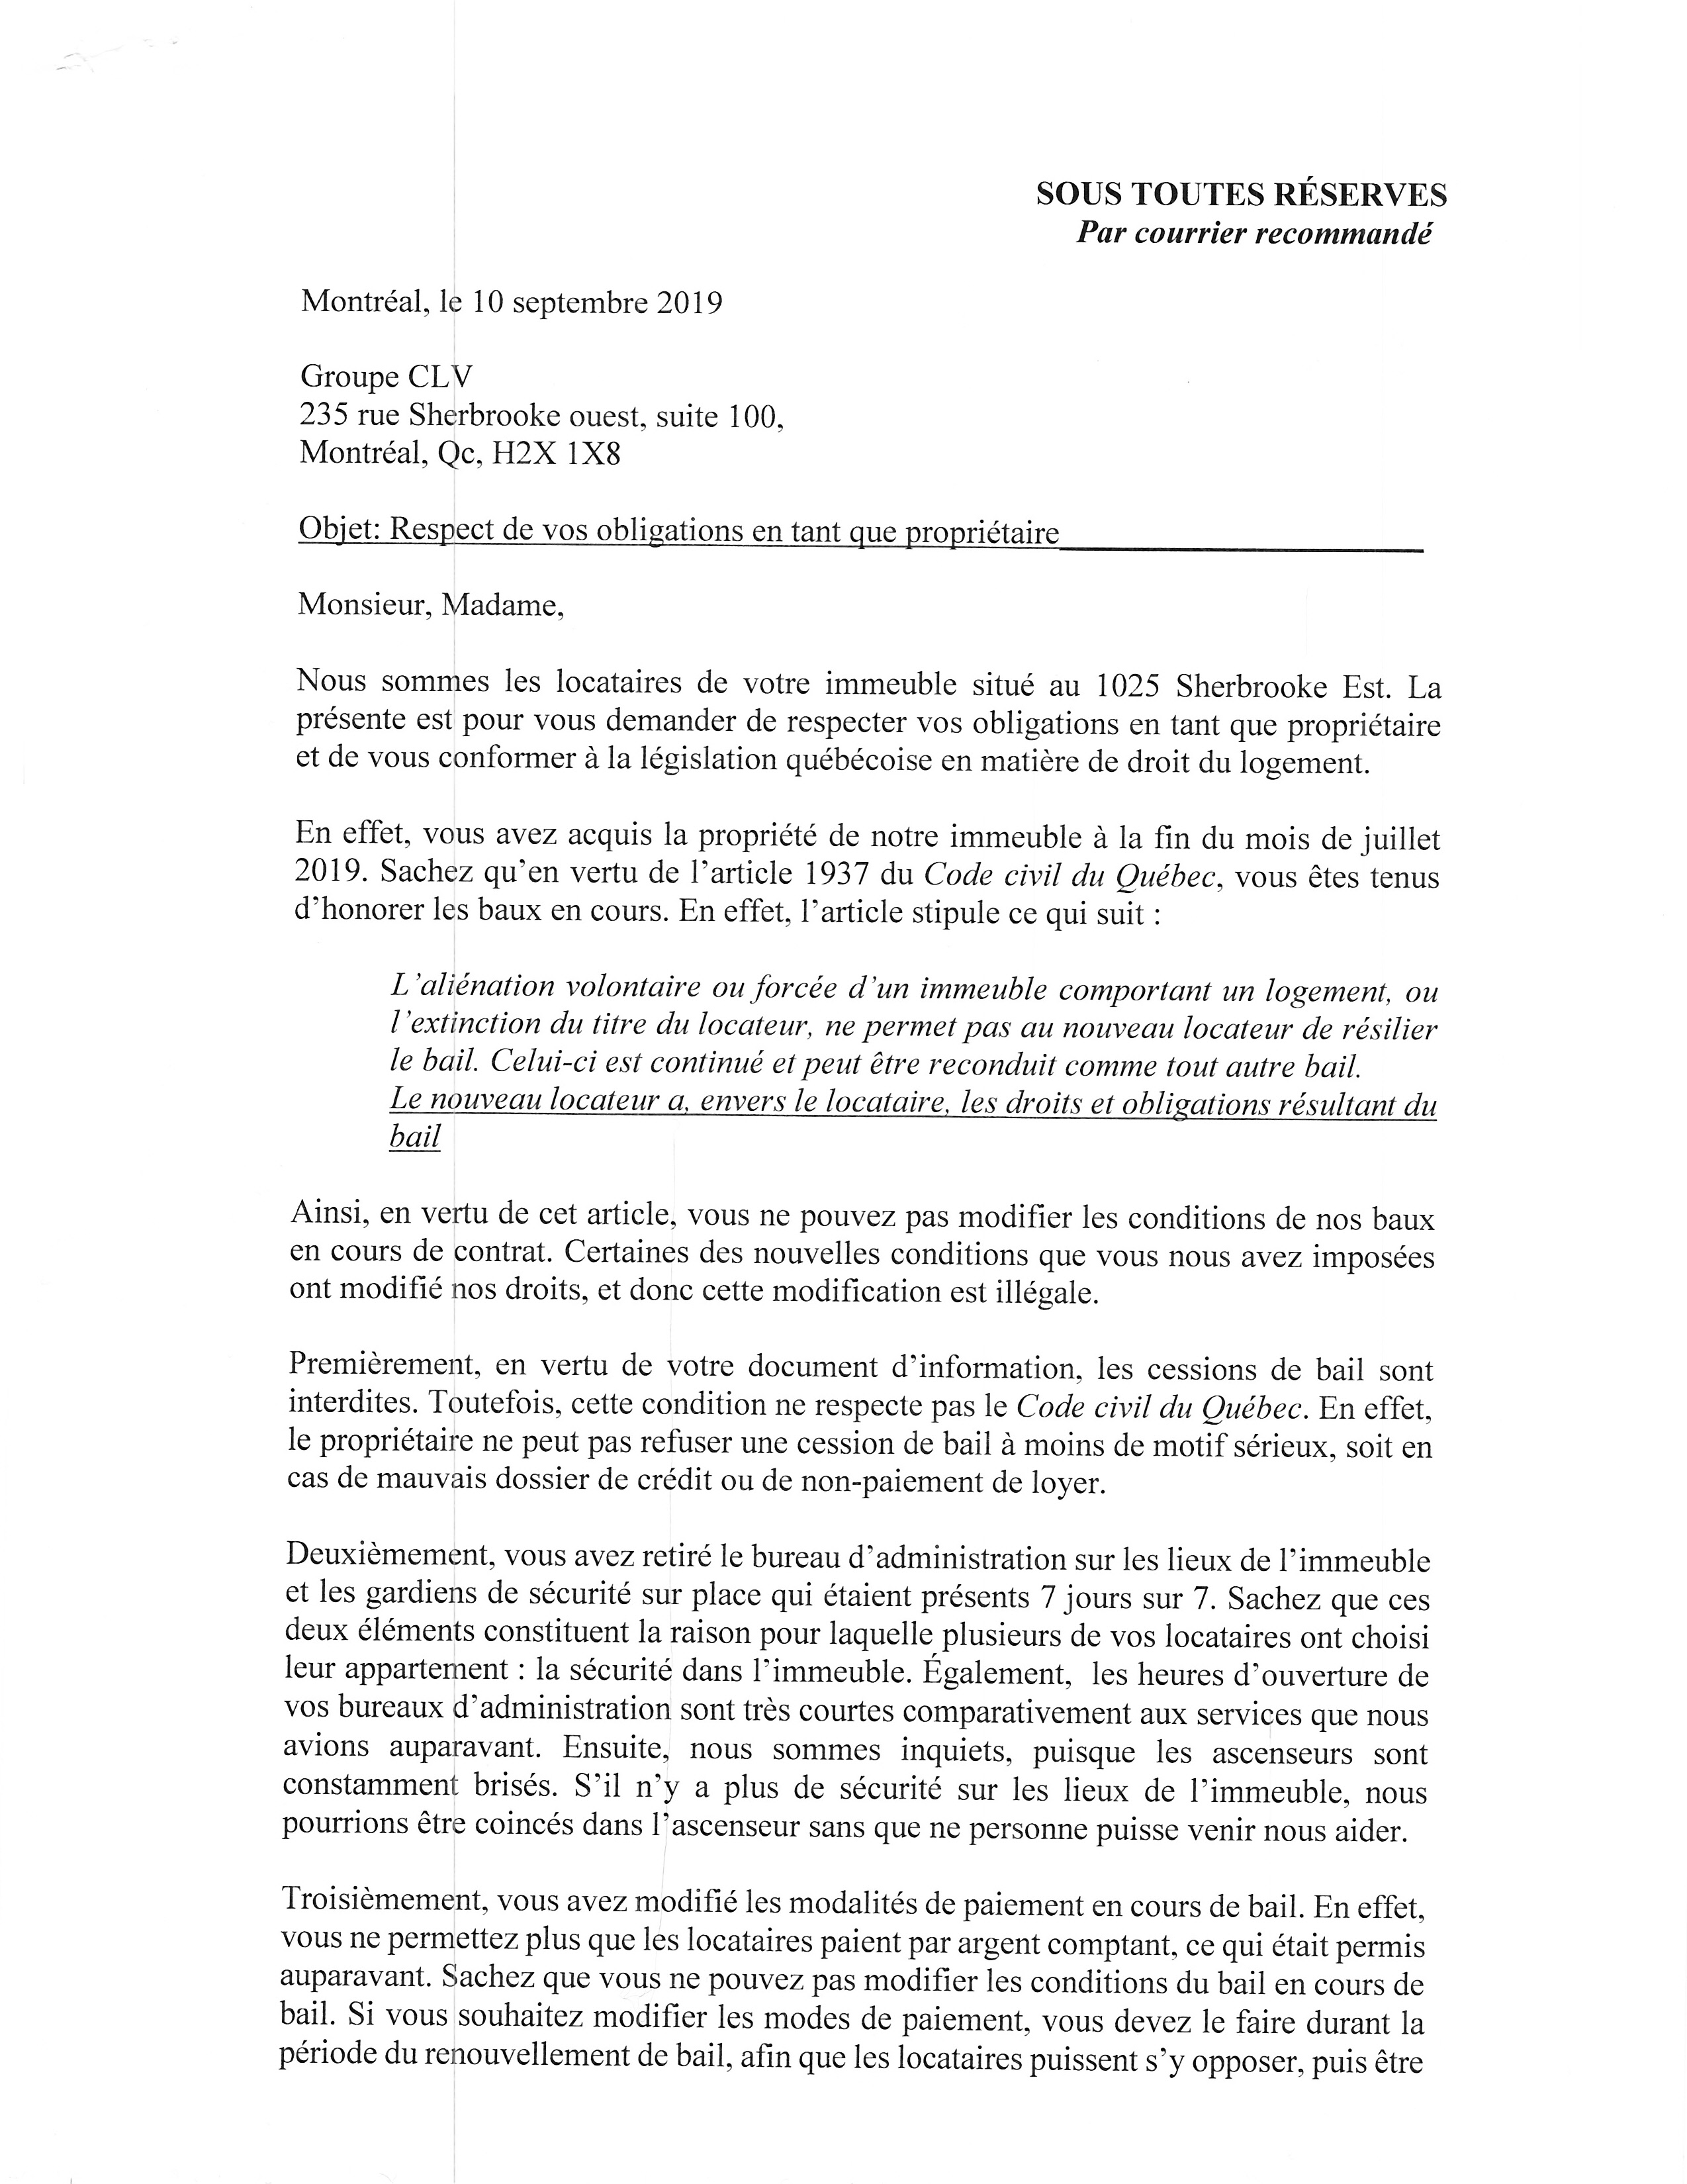 SOUS TOUTES RÉSERVES
Par courrier recommandé
Montréal, le 10 septembre 2019
Groupe CLV
235 rue Sherbrooke ouest, suite 100,
Montréal, Qc, H2X 1X8
Objet: Respect de vos obligations en tant que propriétaire
Monsieur, Madame,
Nous sommes les locataires de votre immeuble situé au 1025 Sherbrooke Est. La
présente est pour vous demander de respecter vos obligations en tant que propriétaire
et de vous conformer à la législation québécoise en matière de droit du logement.
En effet, vous avez acquis la propriété de notre immeuble à la fin du mois de juillet
2019. Sachez qu'en vertu de l'article 1937 du Code civil du Québec, vous êtes tenus
d'honorer les baux en cours. En effet, l'article stipule ce qui suit :
L'aliénation volontaire ou forcée d'un immeuble comportant un logement, ou
l'extinction du titre du locateur, ne permet pas au nouveau locateur de résilier
le bail. Celui-ci est continué et peut être reconduit comme tout autre bail.
Le nouveau locateur a, envers le locataire, les droits et obligations résultant du
bail
Ainsi, en vertu de cet article, vous ne pouvez pas modifier les conditions de nos baux
en cours de contrat. Certaines des nouvelles conditions que vous nous avez imposées
ont modifié nos droits, et donc cette modification est illégale.
Premièrement, en vertu de votre document d'information, les cessions de bail sont
interdites. Toutefois, cette condition ne respecte pas le Code civil du Québec. En effet,
le propriétaire ne peut pas refuser une cession de bail à moins de motif sérieux, soit en
cas de mauvais dossier de crédit ou de non-paiement de loyer.
Deuxièmement, vous avez retiré le bureau d'administration sur les lieux de l'immeuble
et les gardiens de sécurité sur place qui étaient présents 7 jours sur 7. Sachez que ces
deux éléments constituent la raison pour laquelle plusieurs de vos locataires ont choisi
leur appartement : la sécurité dans l'immeuble. Également, les heures d'ouverture de
vos bureaux d'administration sont très courtes comparativement aux services que nous
avions auparavant. Ensuite, nous sommes inquiets, puisque les ascenseurs sont
constamment brisés. S'il n'y a plus de sécurité sur les lieux de l'immeuble, nous
pourrions être coincés dans l'ascenseur sans que ne personne puisse venir nous aider.
Troisièmement, vous avez modifié les modalités de paiement en cours de bail. En effet,
vous ne permettez plus que les locataires paient par argent comptant, ce qui était permis
auparavant. Sachez que vous ne pouvez pas modifier les conditions du bail en cours de
bail. Si vous souhaitez modifier les modes de paiement, vous devez le faire durant la
période du renouvellement de bail, afin que les locataires puissent s'y opposer, puis être